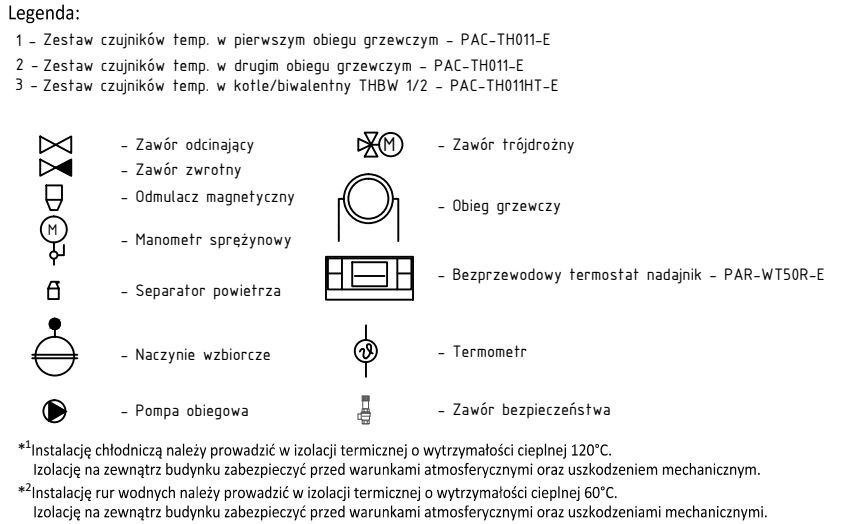 Legenda:
1 - Zestaw czujników temp. w pierwszym obiegu grzewczym - PAC-TH011-E
2 - Zestaw czujników temp. w drugim obiegu grzewczym - PAC-TH011-E
3 - Zestaw czujników temp. w kotle/biwalentny THBW 1/2 - PAC-TH011HT-E
- Zawór odcinający
- Zawór zwrotny
- Odmulacz magnetyczny
M
- Manometr sprężynowy
- Separator powietrza
- Naczynie wzbiorcze
- Pompa obiegowa
M
- Zawór trójdrożny
- Obieg grzewczy
- Bezprzewodowy termostat nadajnik - PAR-WT50R-E
ϑ
- Termometr
- Zawór bezpieczeństwa
*1Instalację chłodniczą należy prowadzić w izolacji termicznej o wytrzymałości cieplnej 120°C.
Izolację na zewnątrz budynku zabezpieczyć przed warunkami atmosferycznymi oraz uszkodzeniem mechanicznym.
*2Instalację rur wodnych należy prowadzić w izolacji termicznej o wytrzymałości cieplnej 60°C.
Izolację na zewnątrz budynku zabezpieczyć przed warunkami atmosferycznymi oraz uszkodzeniami mechanicznymi.